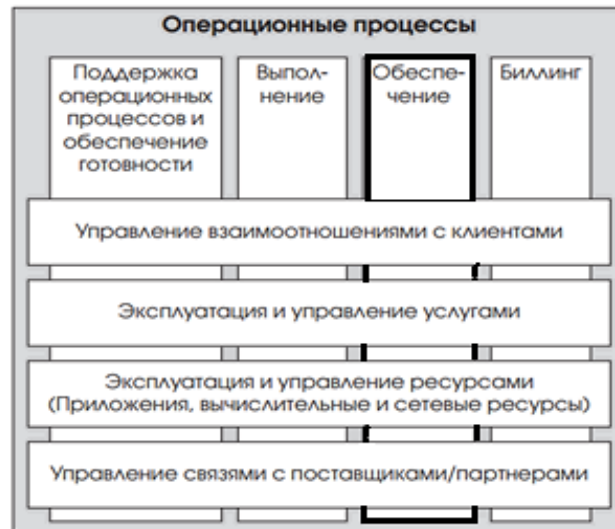 Операционные процессы
Поддержка
операционных
процессов и
обеспечение
готовности
Выпол-
нение
Обеспе-
чение
Биллинг
Управление взаимоотношениями с клиентами
Эксплуатация и управление услугами
Эксплуатация и управление ресурсами
(Приложения, вычислительные и сетевые ресурсы)
Управление связями с поставщиками/партнерами